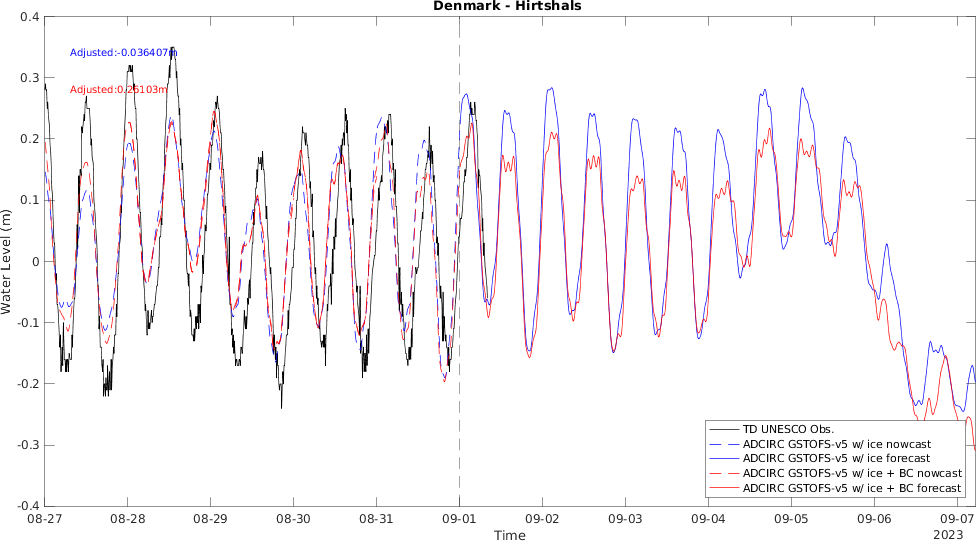 Denmark - Hirtshals
0.4
Adjusted:-0.036407m
0.3
Adjusted:0.26103m
0.2
0.1
Water Level (m)
0
-0.1
-0.2
-0.3
-0.4
TD UNESCO Obs.
ADCIRC GSTOFS-v5 w/ ice nowcast
ADCIRC GSTOFS-v5 w/ ice forecast
ADCIRC GSTOFS-v5 w/ ice + BC nowcast
ADCIRC GSTOFS-v5 w/ ice + BC forecast
08-27 08-28 08-29 08-30 08-31 09-01 09-02 09-03 09-04 09-05 09-06 09-07
Time
2023